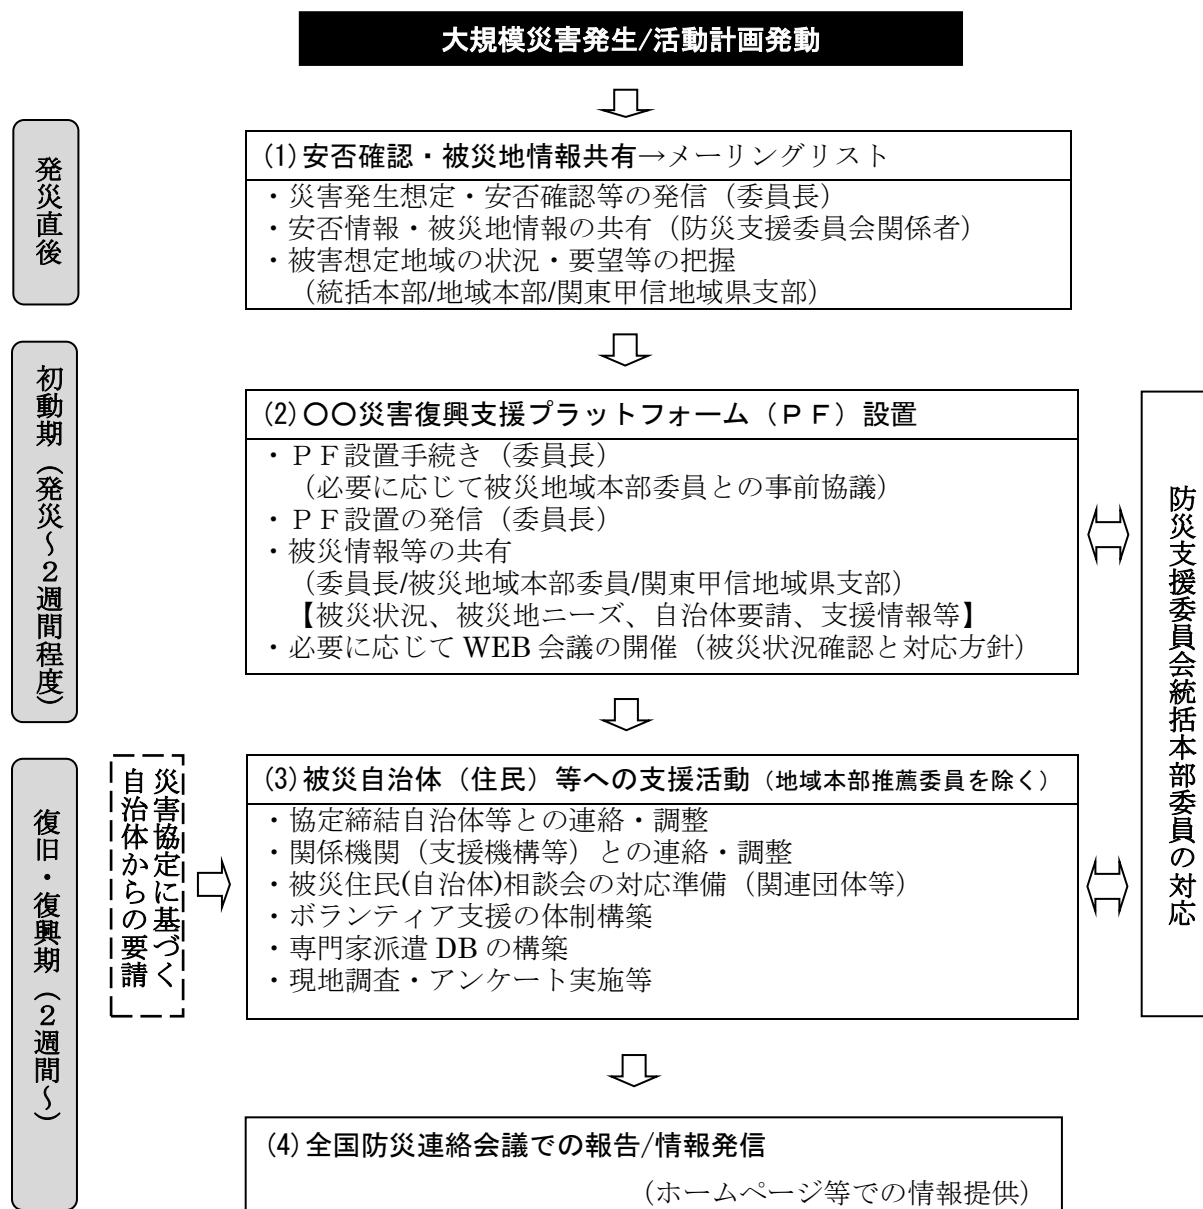 大規模災害発生/活動計画発動
発災直後
(1)安否確認・被災地情報共有→メーリングリスト
・災害発生想定・安否確認等の発信（委員長）
・安否情報・被災地情報の共有（防災支援委員会関係者）
・被害想定地域の状況・要望等の把握
（統括本部/地域本部/関東甲信地域県支部）
初動期（発災～2週間程度）
(2)〇〇災害復興支援プラットフォーム（ＰＦ）設置
・ＰＦ設置手続き（委員長）
（必要に応じて被災地域本部委員との事前協議）
・ＰＦ設置の発信（委員長）
・被災情報等の共有
（委員長/被災地域本部委員/関東甲信地域県支部）
【被災状況、被災地ニーズ、自治体要請、支援情報等】
・必要に応じて WEB 会議の開催（被災状況確認と対応方針）
防災支援委員会統括本部委員の対応
復旧・復興期（2週間～）
災害協定に基づく
自治体からの要請
(3)被災自治体（住民）等への支援活動（地域本部推薦委員を除く）
・協定締結自治体等との連絡・調整
・関係機関（支援機構等）との連絡・調整
・被災住民(自治体)相談会の対応準備（関連団体等）
・ボランティア支援の体制構築
・専門家派遣 DB の構築
・現地調査・アンケート実施等
(4)全国防災連絡会議での報告/情報発信
（ホームページ等での情報提供）